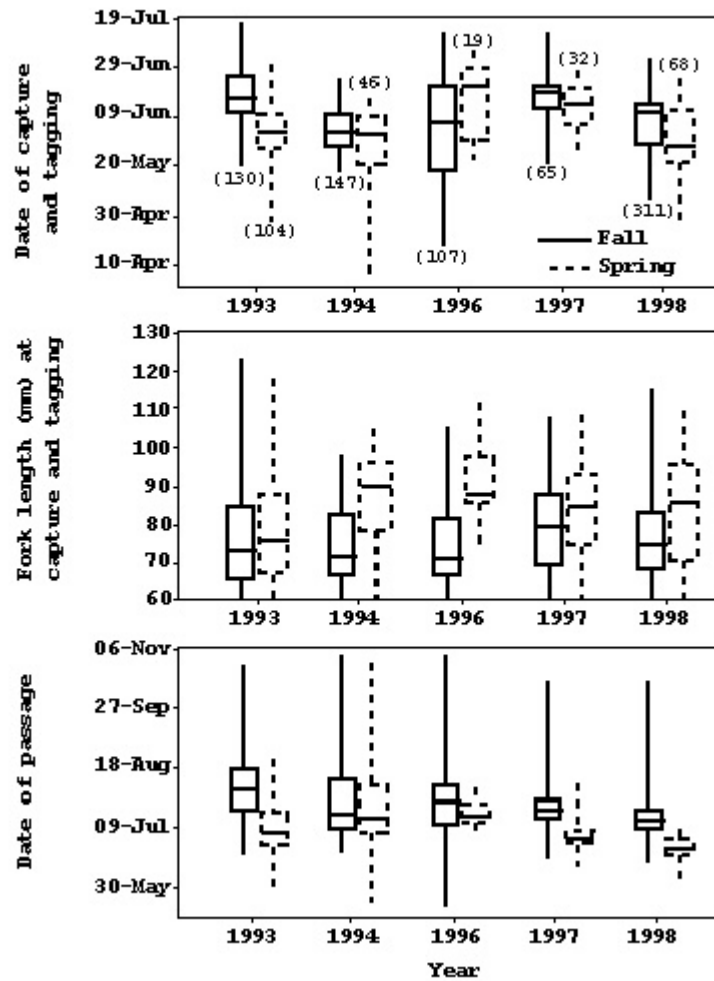 Date of capture
and tagging
19-Jul
29-Jun
09-Jun
20-May
30-Apr
10-Apr
(130)
(104)
(46)
(147)
(19)
(107)
(32)
(65)
(68)
(311)
Fall
Spring
1993 1994 1996 1997 1998
Fork length (mm) at
capture and tagging
130
120
110
100
90
80
70
60
1993 1994 1996 1997 1998
Date of passage
06-Nov
27-Sep
18-Aug
09-Jul
30-May
1993 1994 1996 1997 1998
Year